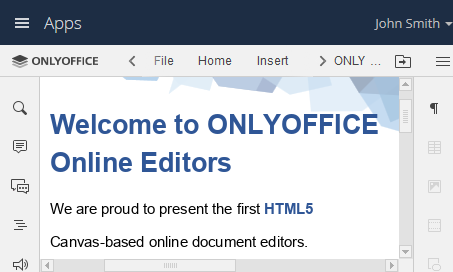 Apps John Smith
ONLYOFFICE File Home Insert ONLY ...
Welcome to ONLYOFFICE
Online Editors
We are proud to present the first HTML5
Canvas-based online document editors.